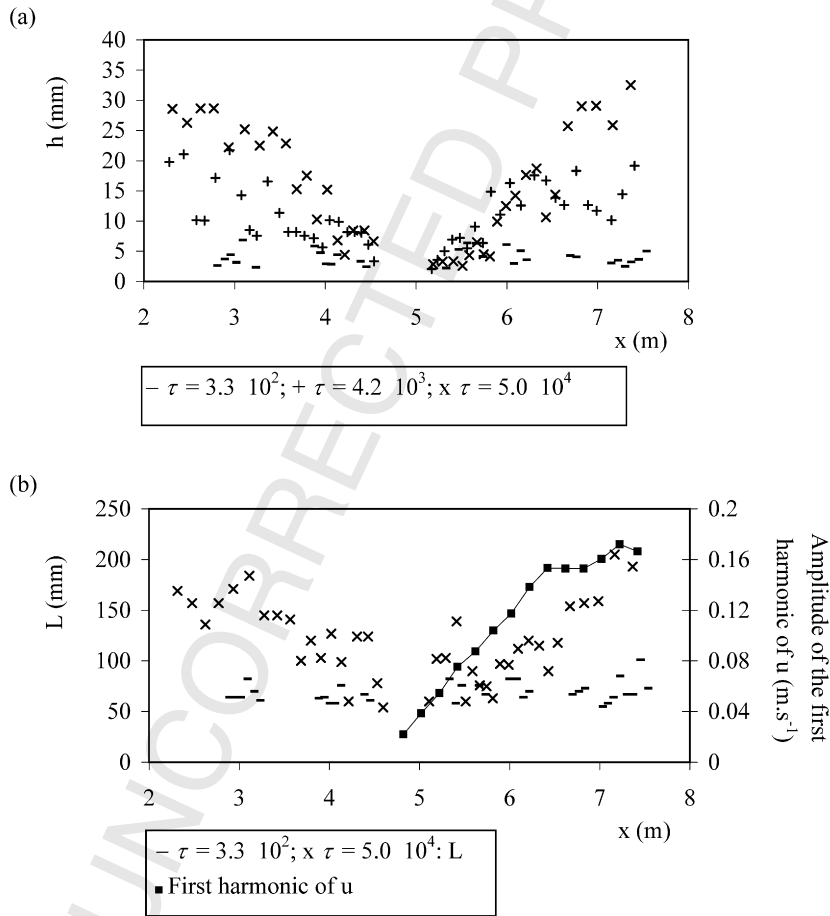 (a)
40
35
30
25
20
15
10
5
0
h (mm)
2 3 4 5 6 7 8
x (m)
– τ = 3.3 10²; + τ = 4.2 10³; x τ = 5.0 10⁴
(b)
250
200
150
100
50
0
L (mm)
0.2
0.16
0.12
0.08
0.04
0
Amplitude of the first
harmonic of u (m.s⁻¹)
2 3 4 5 6 7 8
x (m)
– τ = 3.3 10²; x τ = 5.0 10⁴: L
■ First harmonic of u
UNCORRECTED PR